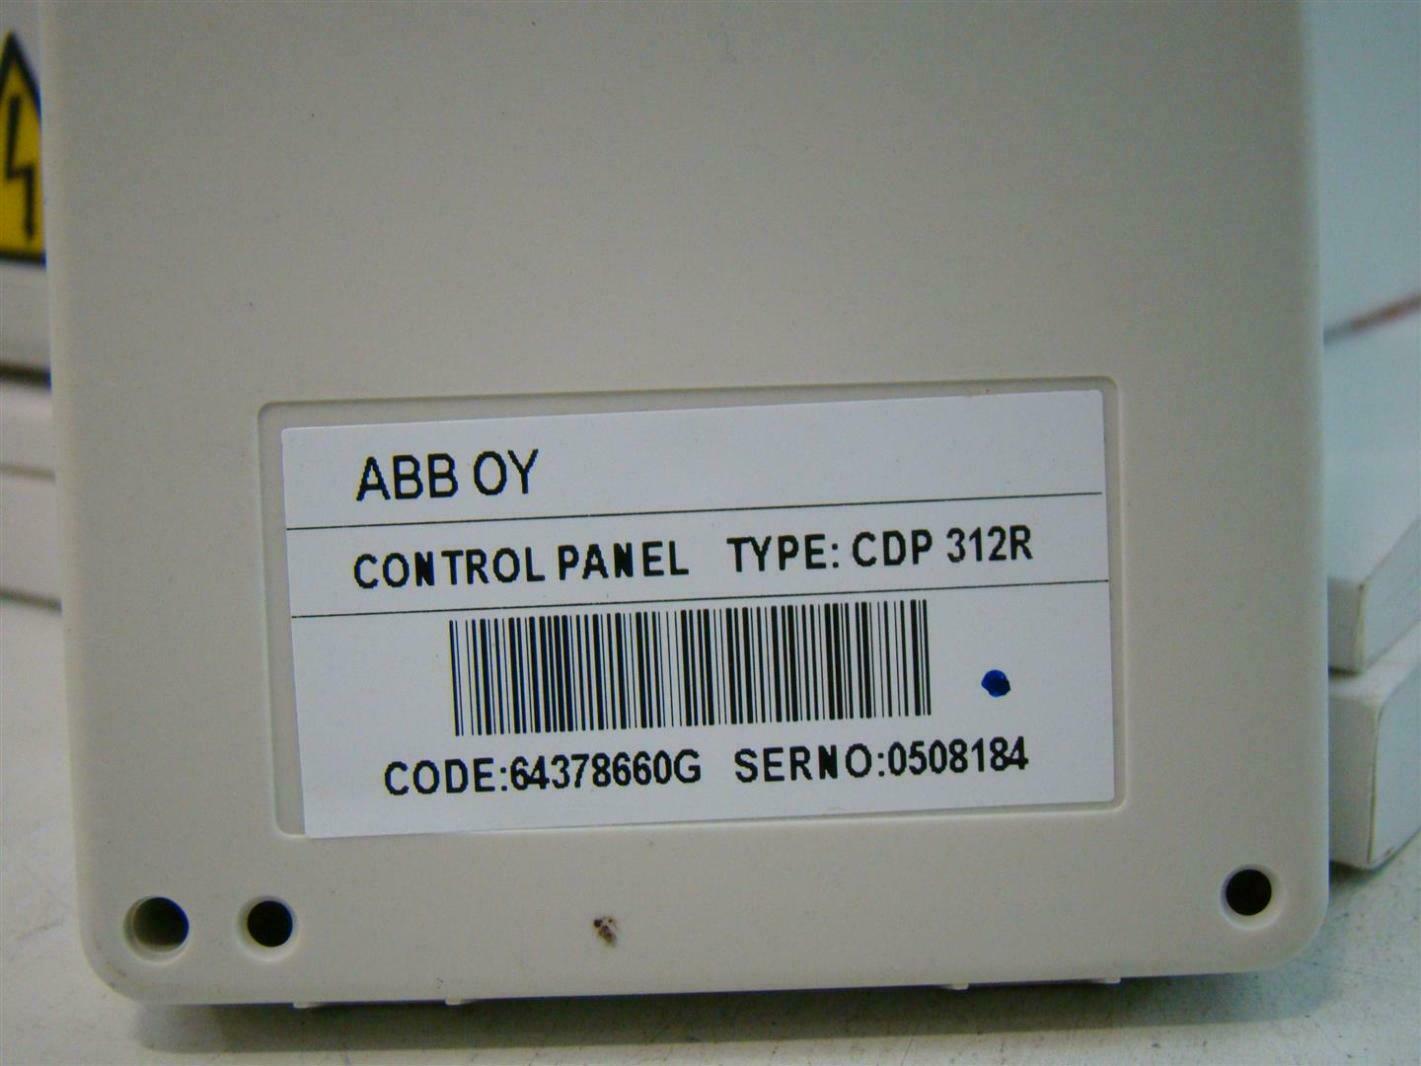 ABB OY
CONTROL PANEL TYPE: CDP 312R
CODE:64378660G SERNO:0508184